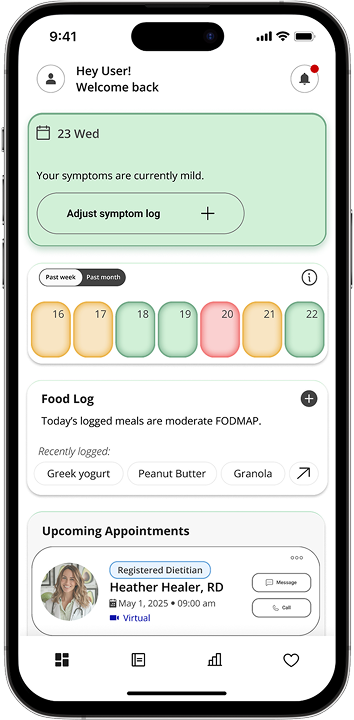 9:41
Hey User!
Welcome back
23 Wed
Your symptoms are currently mild.
Adjust symptom log
Past week Past month
16 17 18 19 20 21 22
Food Log
Today's logged meals are moderate FODMAP.
Recently logged:
Greek yogurt Peanut Butter Granola
Upcoming Appointments
Registered Dietitian
Heather Healer, RD
May 1, 2025 • 09:00 am
Virtual
Message
Call